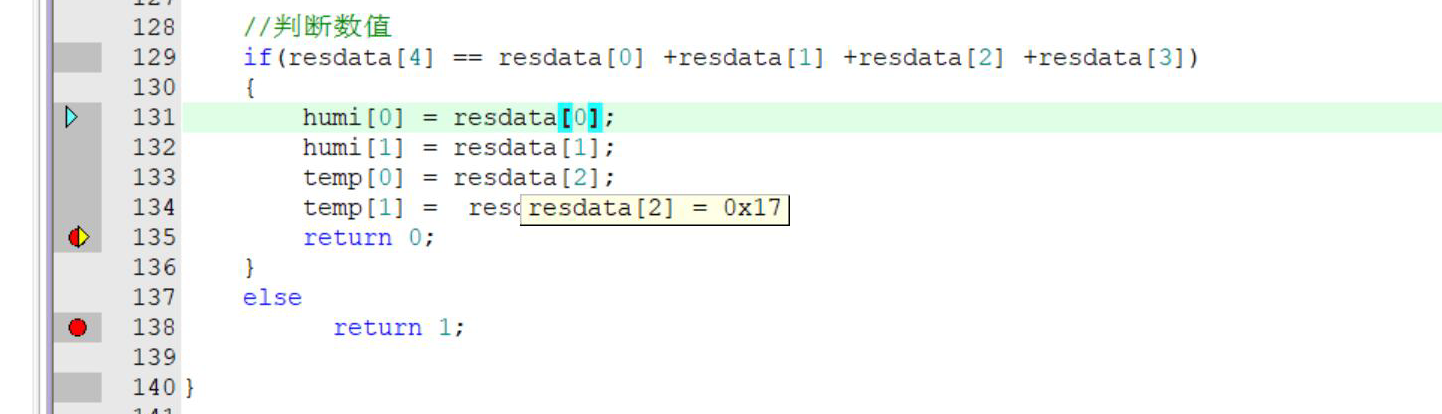 128 //判断数值
129 if(resdata[4] == resdata[0] +resdata[1] +resdata[2] +resdata[3])
130 {
131 humi[0] = resdata[0];
132 humi[1] = resdata[1];
133 temp[0] = resdata[2];
134 temp[1] = resdata[2] = 0x17
135 return 0;
136 }
137 else
138 return 1;
139
140 }